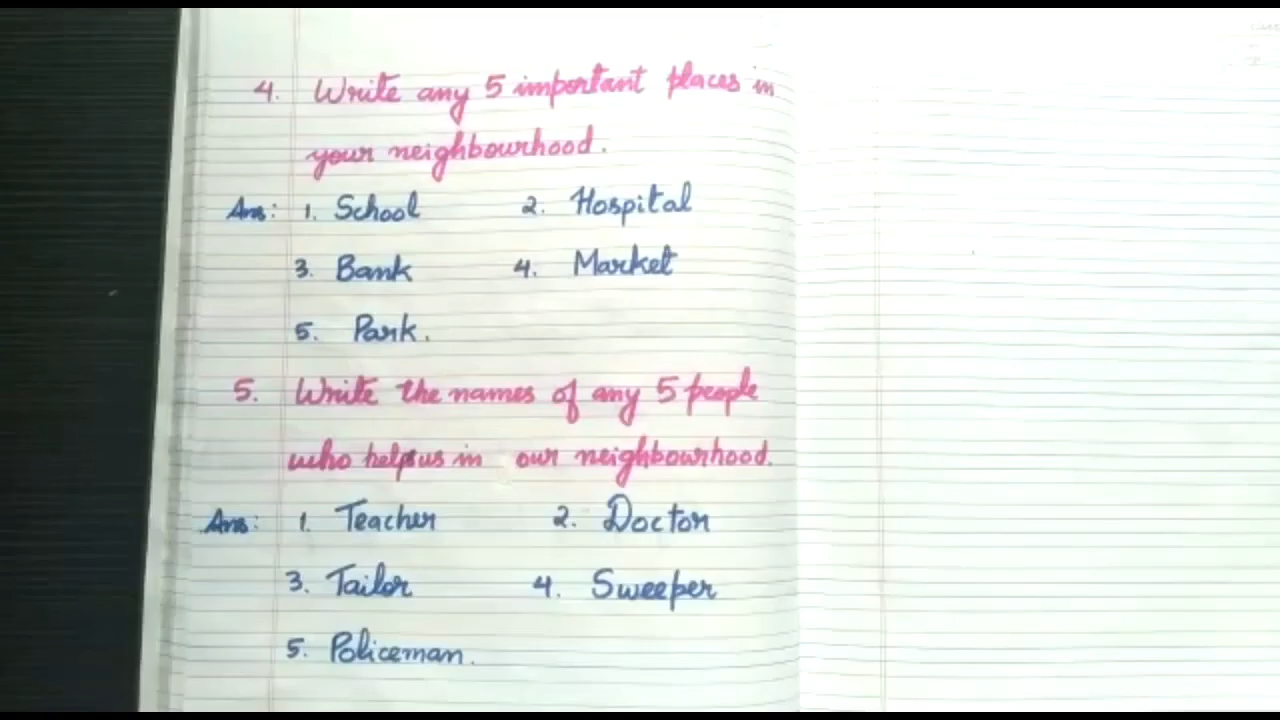 4. Write any 5 important places in
your neighbourhood.
Ans: 1. School 2. Hospital
3. Bank 4. Market
5. Park.
5. Write the names of any 5 people
who helps us in our neighbourhood.
Ans: 1. Teacher 2. Doctor
3. Tailor 4. Sweeper
5. Policeman.